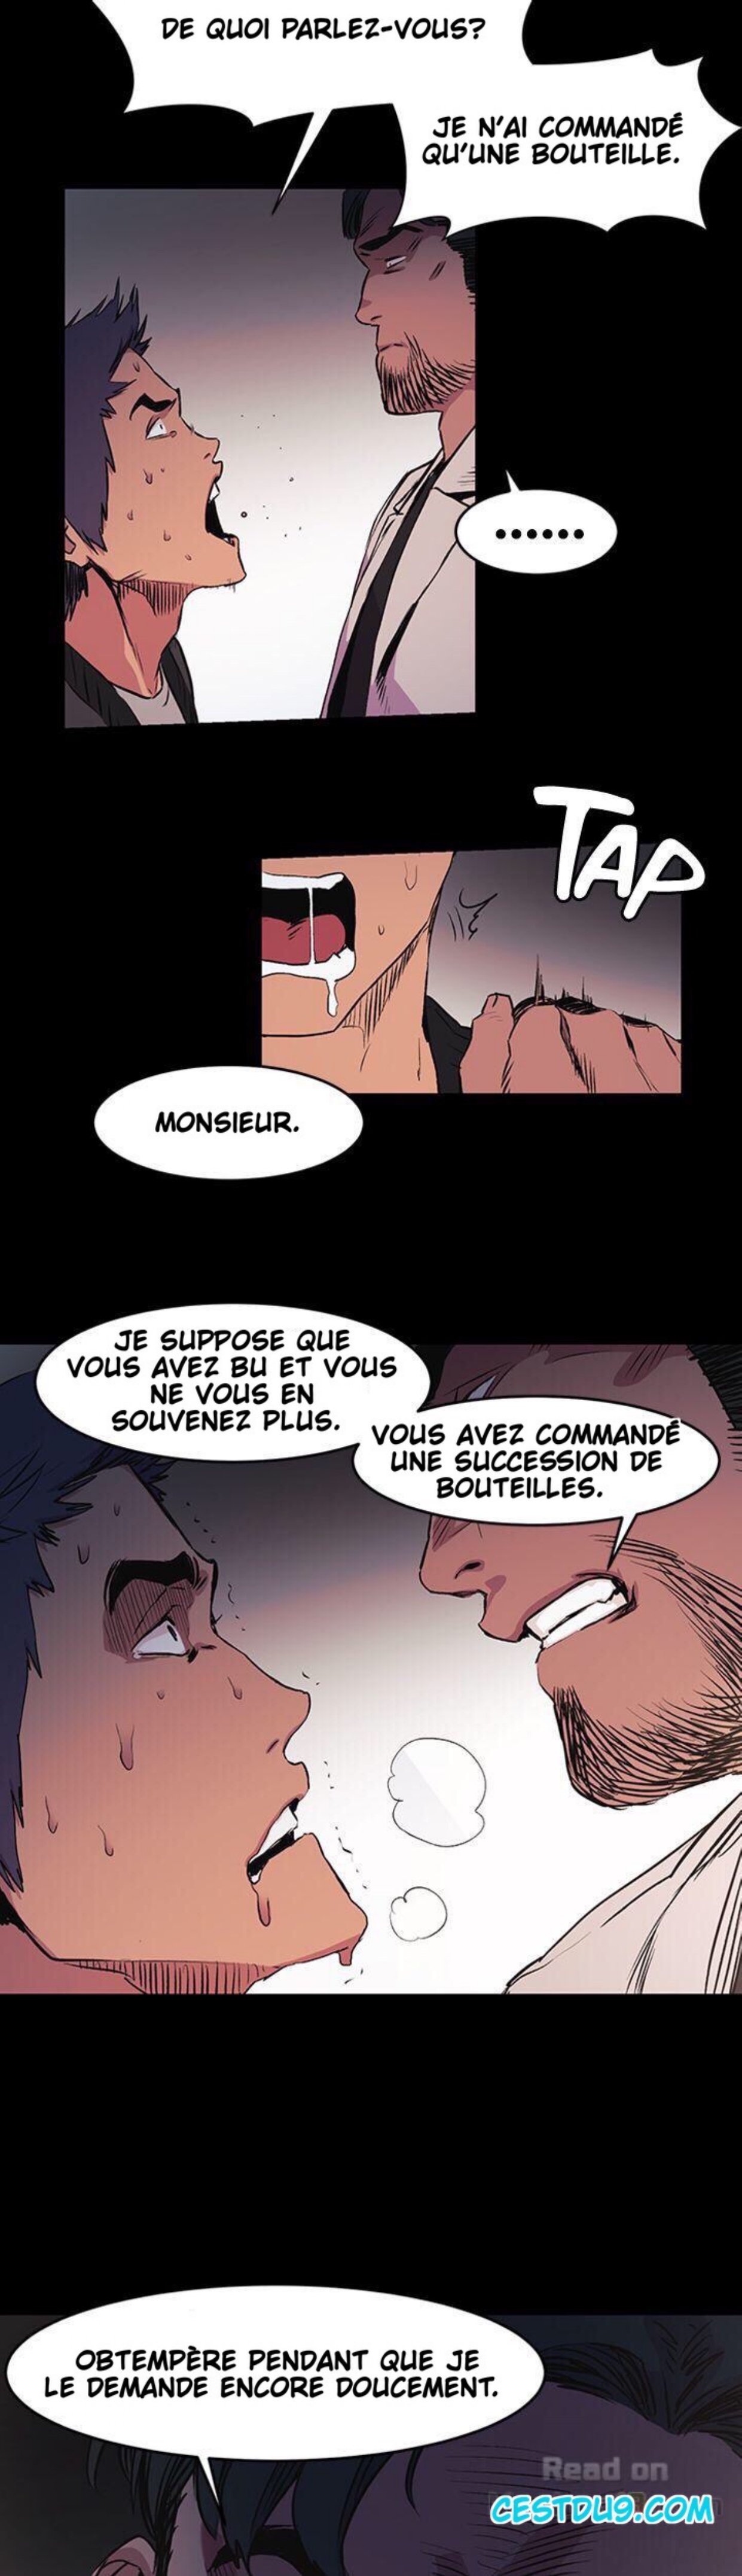 DE QUOI PARLEZ-VOUS?
JE N'AI COMMANDÉ
QU'UNE BOUTEILLE.
......
TAP
MONSIEUR.
JE SUPPOSE QUE
VOUS AVEZ BU ET VOUS
NE VOUS EN
SOUVENEZ PLUS.
VOUS AVEZ COMMANDÉ
UNE SUCCESSION DE
BOUTEILLES.
OBTEMPÈRE PENDANT QUE JE
LE DEMANDE ENCORE DOUCEMENT.
Read on
CESTDU9.COM